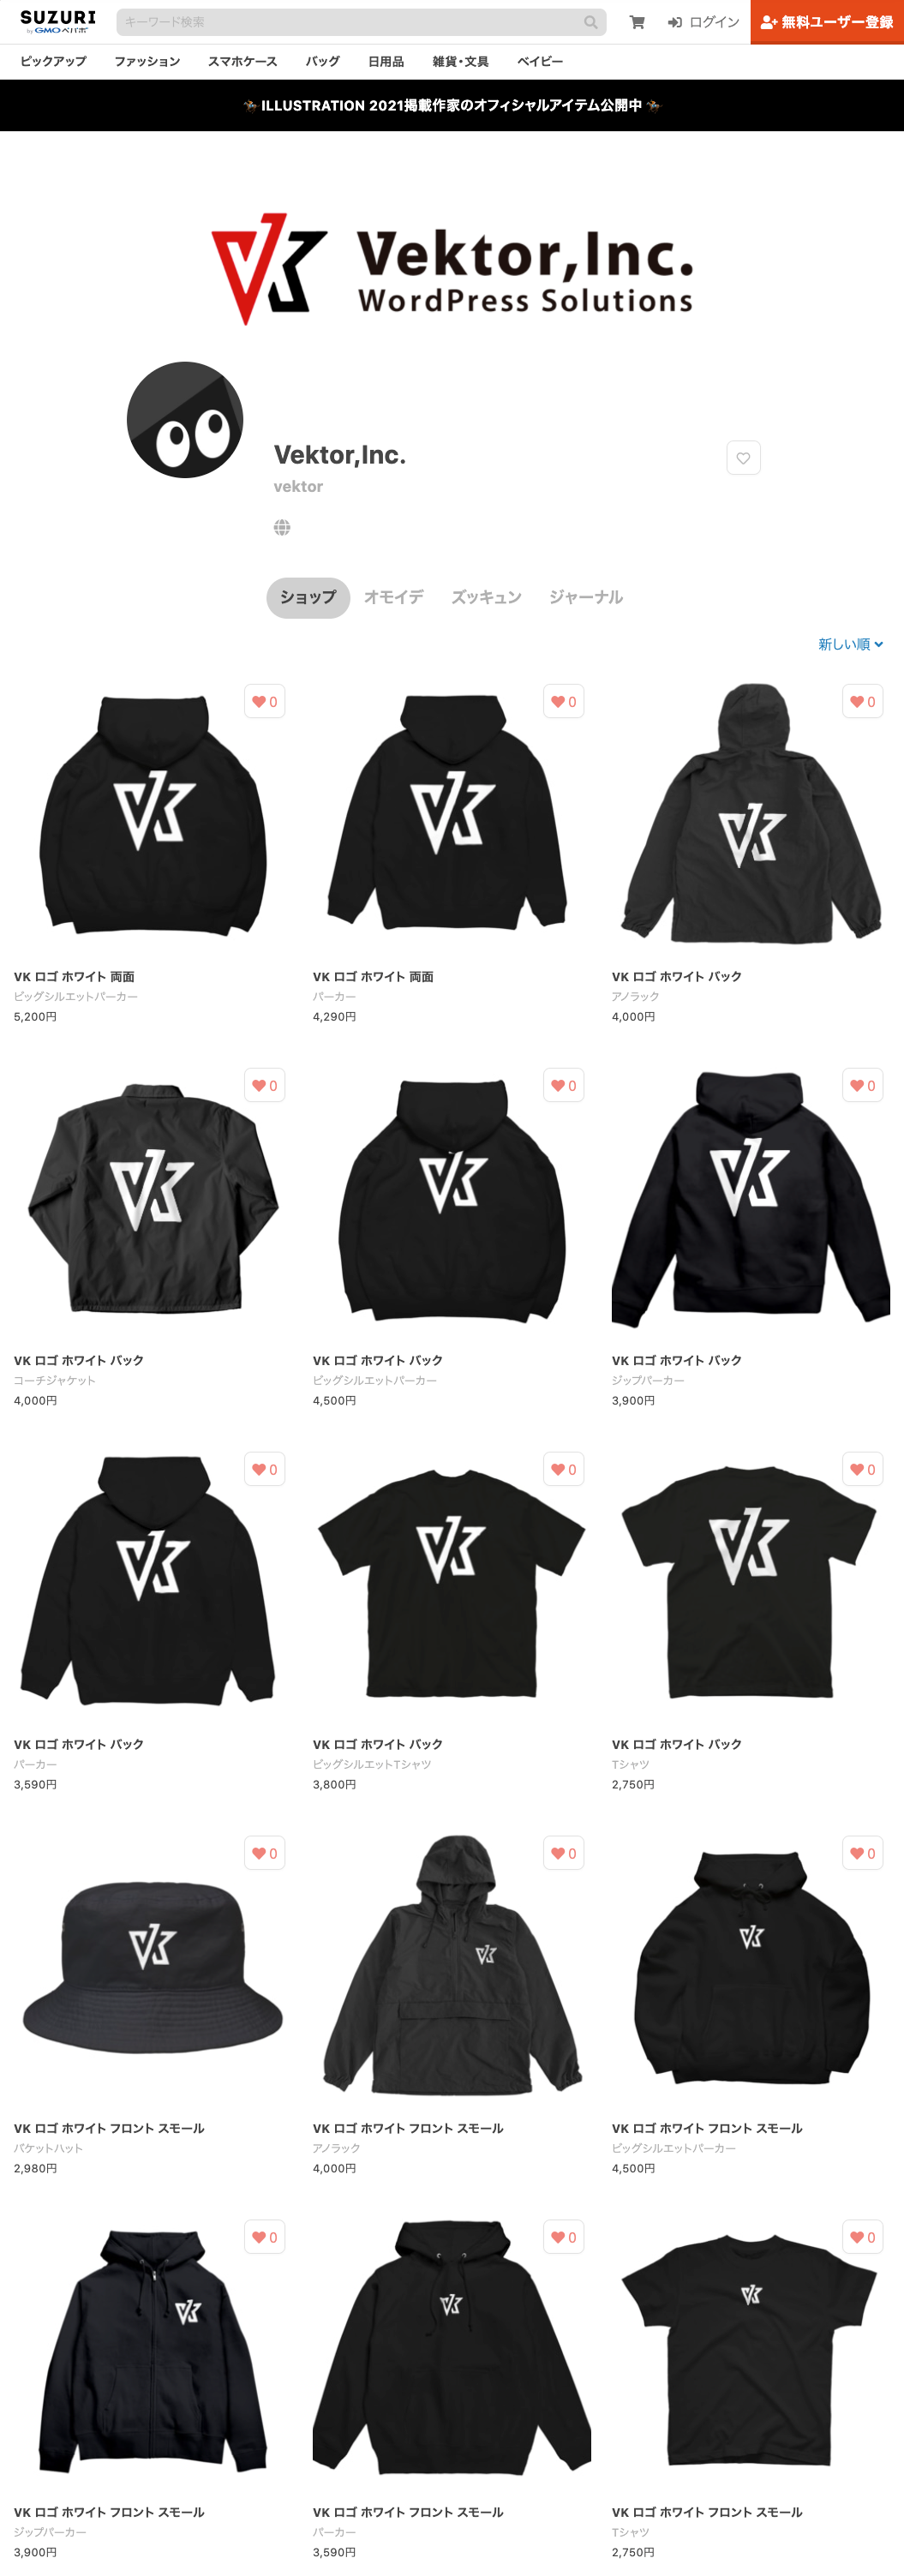 SUZURI
by GMOペパボ
キーワード検索
ログイン
無料ユーザー登録
ピックアップ ファッション スマホケース バッグ 日用品 雑貨・文具 ベイビー
🏇ILLUSTRATION 2021掲載作家のオフィシャルアイテム公開中🏇
VK Vektor,Inc.
WordPress Solutions
Vektor,Inc.
vektor
ショップ オモイデ ズッキュン ジャーナル
新しい順
0 0 0
VK VK VK
VK ロゴ ホワイト 両面
ビッグシルエットパーカー
5,200円
VK ロゴ ホワイト 両面
パーカー
4,290円
VK ロゴ ホワイト バック
アノラック
4,000円
0 0 0
VK VK VK
VK ロゴ ホワイト バック
コーチジャケット
4,000円
VK ロゴ ホワイト バック
ビッグシルエットパーカー
4,500円
VK ロゴ ホワイト バック
ジップパーカー
3,900円
0 0 0
VK VK VK
VK ロゴ ホワイト バック
パーカー
3,590円
VK ロゴ ホワイト バック
ビッグシルエットTシャツ
3,800円
VK ロゴ ホワイト バック
Tシャツ
2,750円
0 0 0
VK VK VK
VK ロゴ ホワイト フロント スモール
バケットハット
2,980円
VK ロゴ ホワイト フロント スモール
アノラック
4,000円
VK ロゴ ホワイト フロント スモール
ビッグシルエットパーカー
4,500円
0 0 0
VK VK VK
VK ロゴ ホワイト フロント スモール
ジップパーカー
3,900円
VK ロゴ ホワイト フロント スモール
パーカー
3,590円
VK ロゴ ホワイト フロント スモール
Tシャツ
2,750円